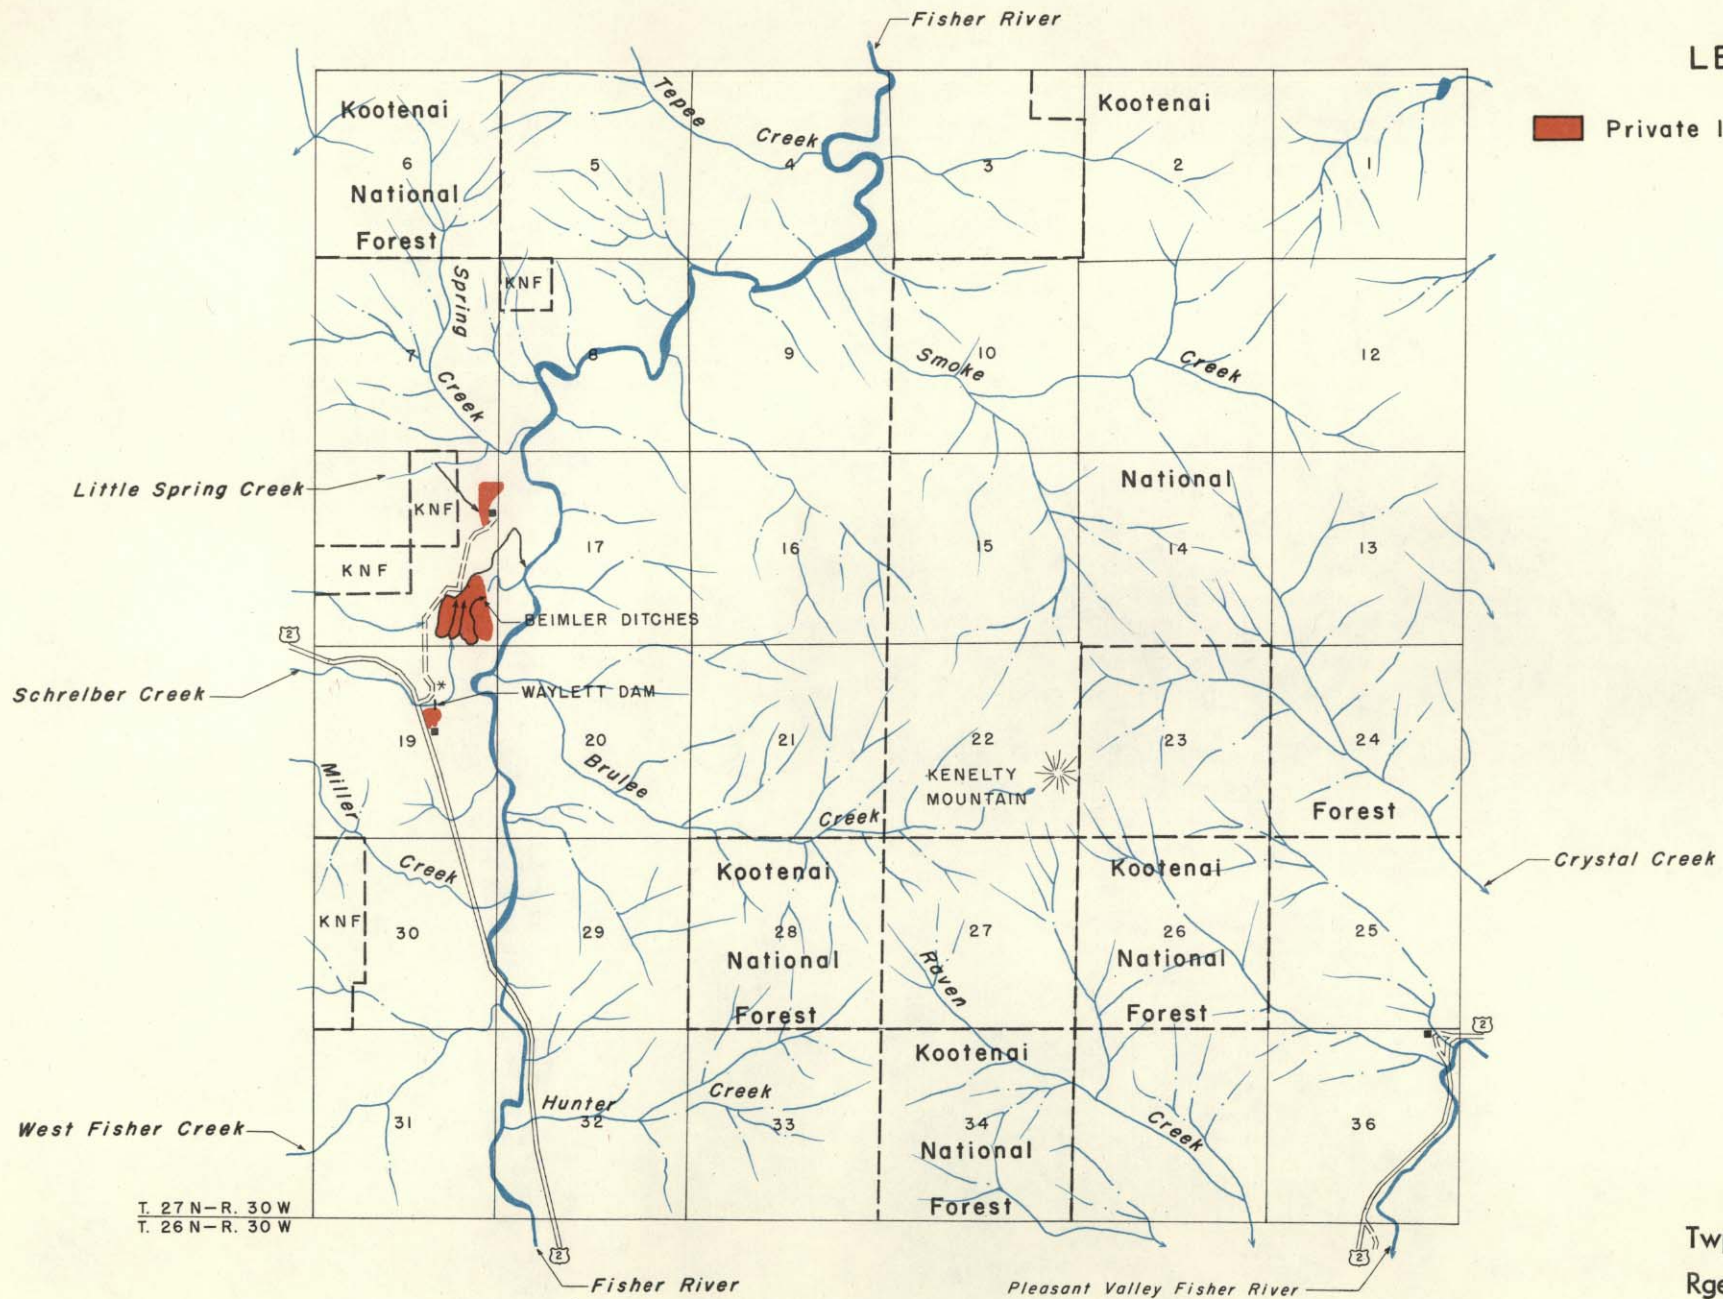 Fisher River
LE
Private I
Kootenai
6
National
Forest
5
Tepee
Creek
4
3
Kootenai
2
1
Spring
Creek
7
KNF
8
9
Smoke
10
Creek
12
Little Spring Creek
KNF
KNF
17
16
15
National
14
13
BEIMLER DITCHES
2
Schrelber Creek
*
WAYLETT DAM
19
20
21
22
23
24
KENELTY
MOUNTAIN
Miller
Creek
Brulee
Creek
Forest
Crystal Creek
KNF
30
29
Kootenai
28
National
Forest
27
Raven
Creek
Kootenai
26
National
Forest
25
2
Kootenai
34
National
Forest
West Fisher Creek
31
Hunter
Creek
32
33
36
T. 27 N-R. 30 W
T. 26 N-R. 30 W
2
2
Fisher River
Pleasant Valley Fisher River
Tw
Rge